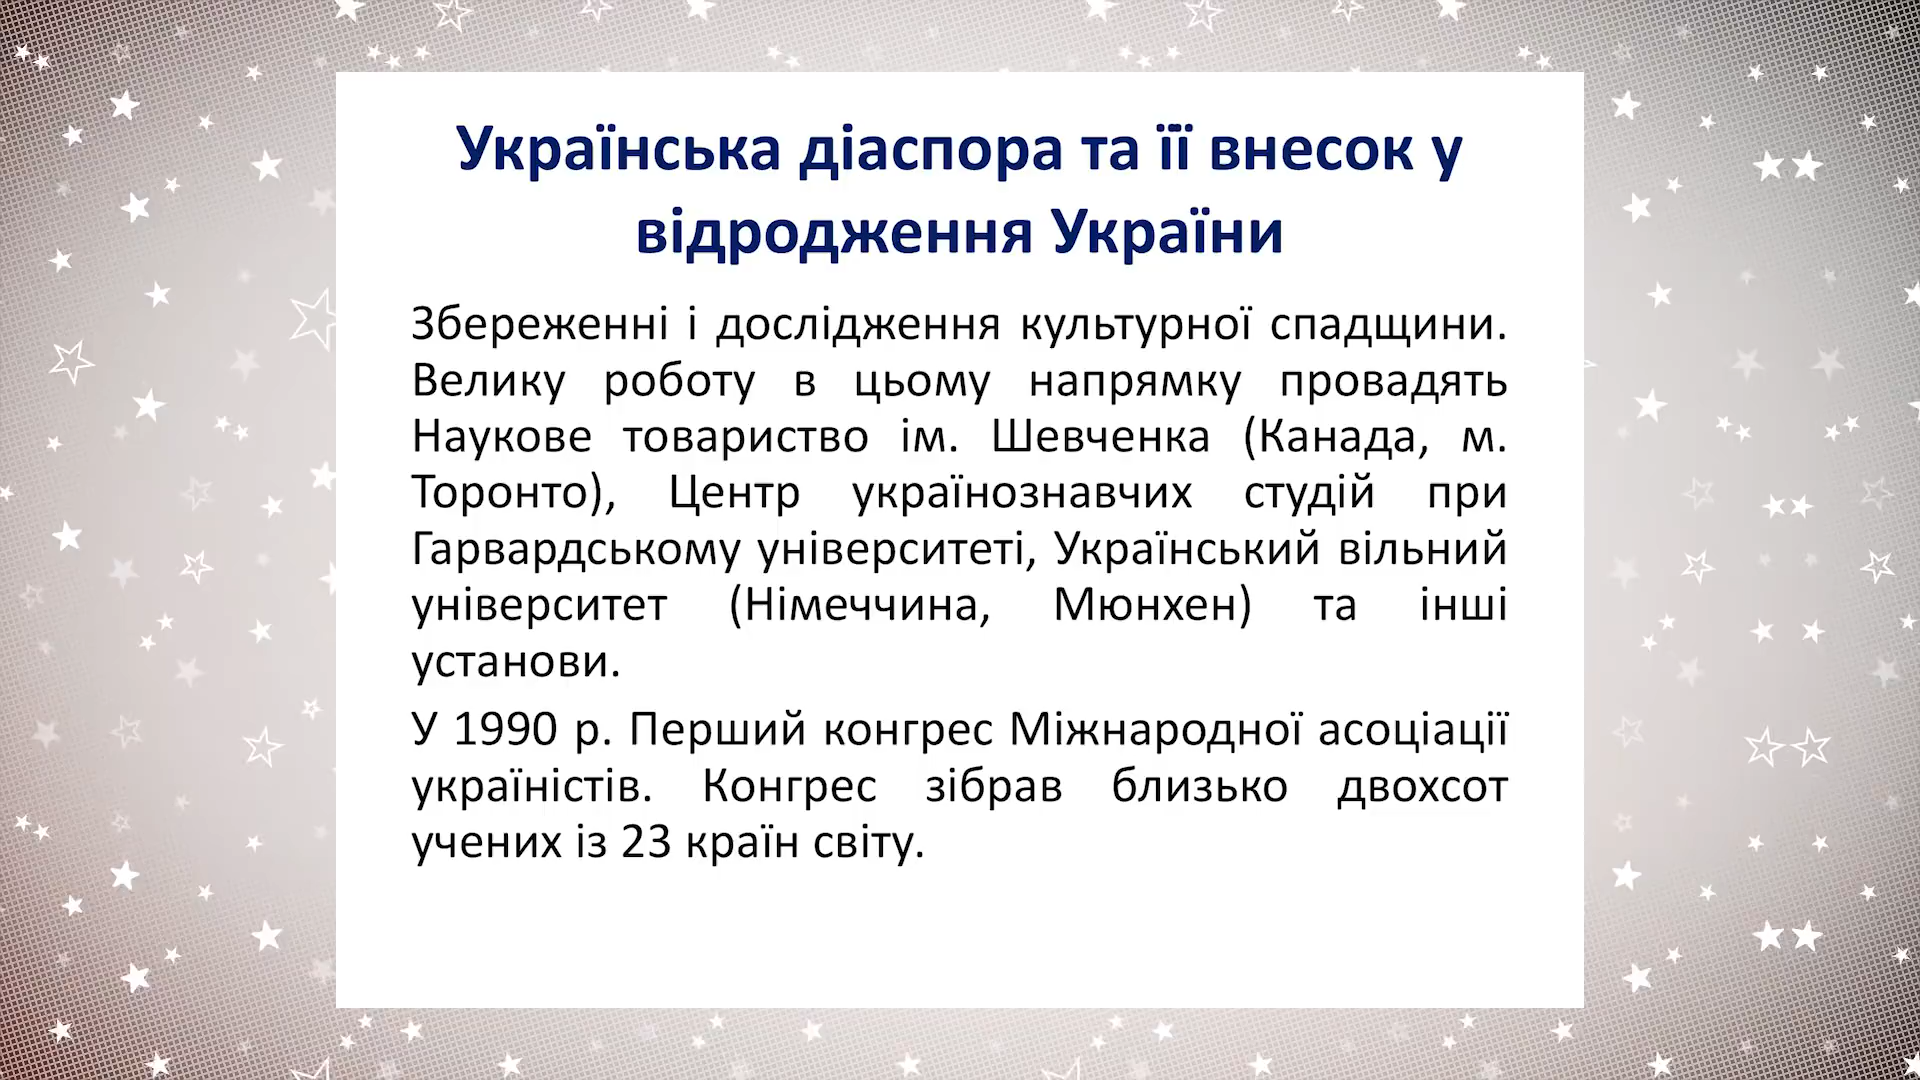 Українська діаспора та її внесок у
відродження України
Збереженні і дослідження культурної спадщини.
Велику роботу в цьому напрямку провадять
Наукове товариство ім. Шевченка (Канада, м.
Торонто), Центр українознавчих студій при
Гарвардському університеті, Український вільний
університет (Німеччина, Мюнхен) та інші
установи.
У 1990 р. Перший конгрес Міжнародної асоціації
україністів. Конгрес зібрав близько двохсот
учених із 23 країн світу.